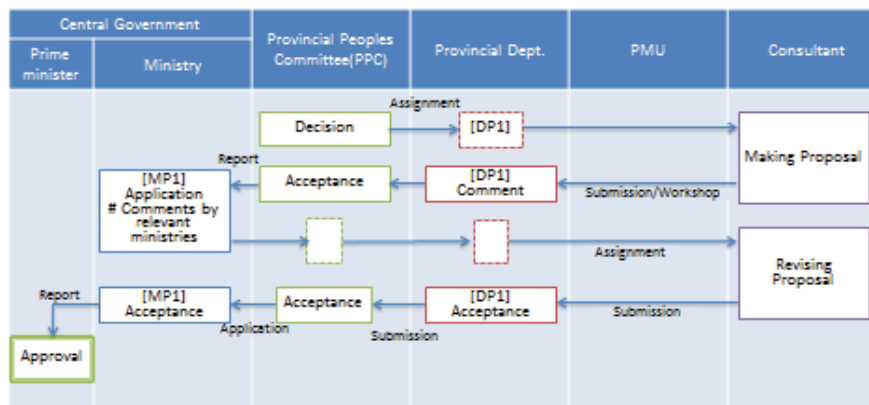 Central Government
Prime
minister
Ministry
Provincial Peoples
Committee(PPC)
Provincial Dept.
PMU
Consultant
Assignment
Decision
[DP1]
Making Proposal
Report
[MP1]
Application
# Comments by
relevant
ministries
Acceptance
[DP1]
Comment
Submission/Workshop
Assignment
Revising
Proposal
Report
[MP1]
Acceptance
Application
Acceptance
Submission
[DP1]
Acceptance
Submission
Approval